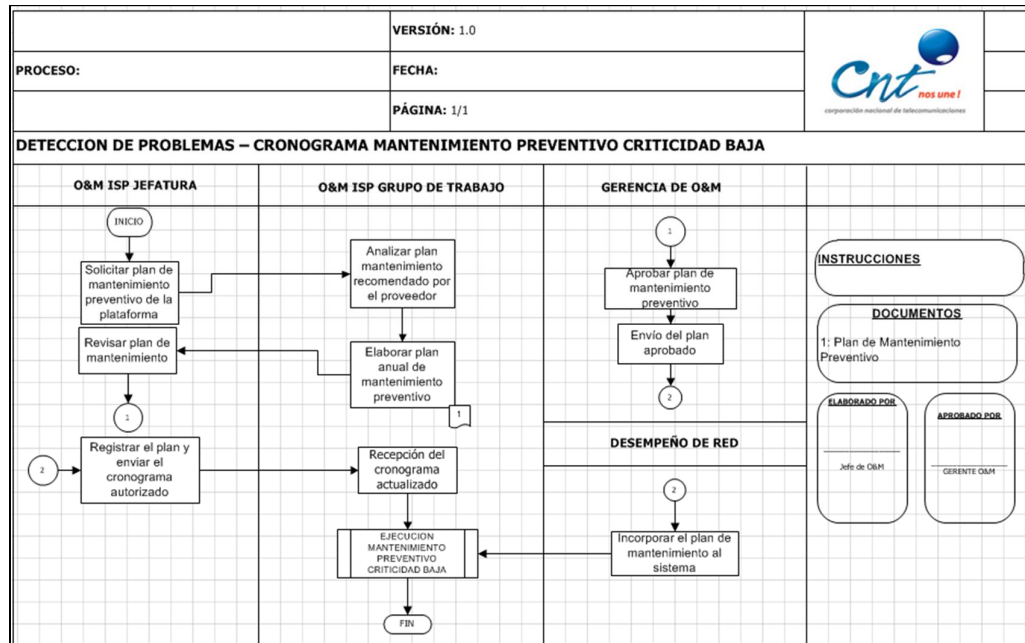 VERSIÓN: 1.0
PROCESO:
FECHA:
PÁGINA: 1/1
Cnt
nos une !
corporación nacional de telecomunicaciones
DETECCION DE PROBLEMAS – CRONOGRAMA MANTENIMIENTO PREVENTIVO CRITICIDAD BAJA
O&M ISP JEFATURA
INICIO
Solicitar plan de
mantenimiento
preventivo de la
plataforma
Revisar plan de
mantenimiento
1
2
Registrar el plan y
enviar el
cronograma
autorizado
O&M ISP GRUPO DE TRABAJO
Analizar plan
mantenimiento
recomendado por
el proveedor
Elaborar plan
anual de
mantenimiento
preventivo
1
Recepción del
cronograma
actualizado
EJECUCION
MANTENIMIENTO
PREVENTIVO
CRITICIDAD BAJA
FIN
GERENCIA DE O&M
1
Aprobar plan de
mantenimiento
preventivo
Envío del plan
aprobado
2
DESEMPEÑO DE RED
2
Incorporar el plan de
mantenimiento al
sistema
INSTRUCCIONES
DOCUMENTOS
1: Plan de Mantenimiento
Preventivo
ELABORADO POR
Jefe de O&M
APROBADO POR
GERENTE O&M